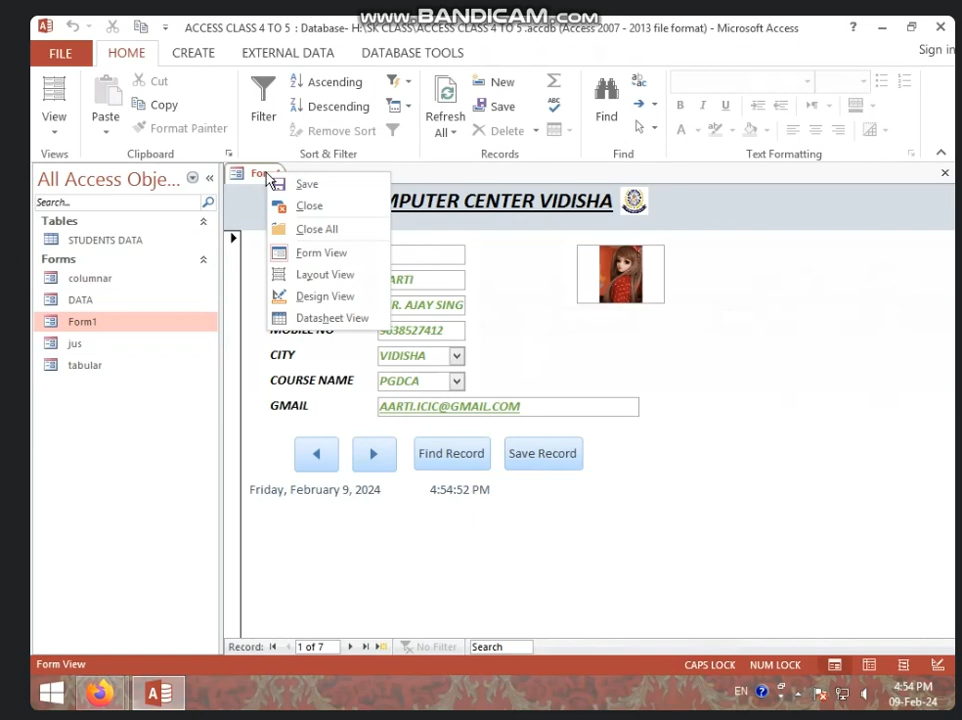 www.BANDICAM.com
ACCESS CLASS 4 TO 5 : Database- H:\SK CLASS\ACCESS CLASS 4 TO 5 .accdb (Access 2007 - 2013 file format) - Microsoft Access
?
FILE
HOME
CREATE
EXTERNAL DATA
DATABASE TOOLS
Sign in
View
Views
Paste
Cut
Copy
Format Painter
Clipboard
Filter
Ascending
Descending
Remove Sort
Sort & Filter
Refresh
All
New
Save
Delete
Records
Find
Find
B I U
A
Text Formatting
All Access Obje... «
Search...
Tables
STUDENTS DATA
Forms
columnar
DATA
Form1
jus
tabular
Save
Close
Close All
Form View
Layout View
Design View
Datasheet View
MPUTER CENTER VIDISHA
MOBILE NO 9638527412
CITY VIDISHA
COURSE NAME PGDCA
GMAIL AARTI.ICIC@GMAIL.COM
Find Record
Save Record
Friday, February 9, 2024 4:54:52 PM
Record: 1 of 7 No Filter Search
Form View
CAPS LOCK NUM LOCK
EN
4:54 PM
09-Feb-24